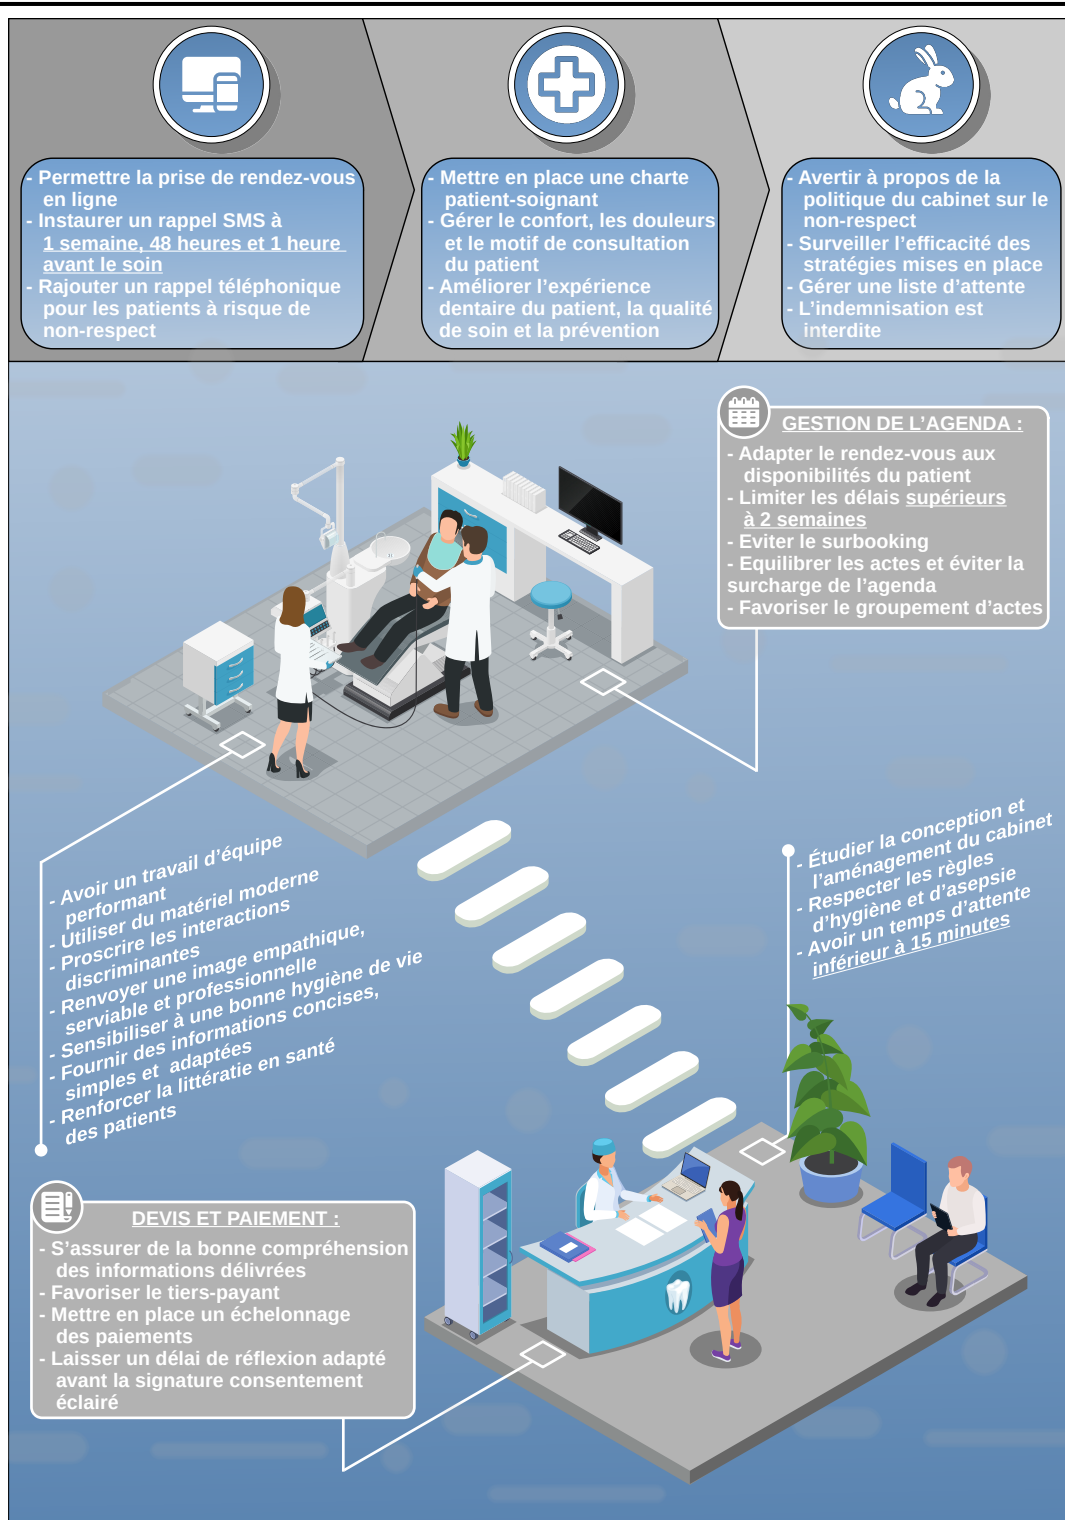 - Permettre la prise de rendez-vous
en ligne
- Instaurer un rappel SMS à
1 semaine, 48 heures et 1 heure
avant le soin
- Rajouter un rappel téléphonique
pour les patients à risque de
non-respect
- Mettre en place une charte
patient-soignant
- Gérer le confort, les douleurs
et le motif de consultation
du patient
- Améliorer l'expérience
dentaire du patient, la qualité
de soin et la prévention
- Avertir à propos de la
politique du cabinet sur le
non-respect
- Surveiller l'efficacité des
stratégies mises en place
- Gérer une liste d'attente
- L'indemnisation est
interdite
GESTION DE L'AGENDA :
- Adapter le rendez-vous aux
disponibilités du patient
- Limiter les délais supérieurs
à 2 semaines
- Eviter le surbooking
- Equilibrer les actes et éviter la
surcharge de l'agenda
- Favoriser le groupement d'actes
- Avoir un travail d'équipe
performant
- Utiliser du matériel moderne
- Proscrire les interactions
discriminantes
- Renvoyer une image empathique,
serviable et professionnelle
- Sensibiliser à une bonne hygiène de vie
- Fournir des informations concises,
simples et  adaptées
- Renforcer la littératie en santé
des patients
- Étudier la conception et
l'aménagement du cabinet
- Respecter les règles
d'hygiène et d'asepsie
- Avoir un temps d'attente
inférieur à 15 minutes
DEVIS ET PAIEMENT :
- S'assurer de la bonne compréhension
des informations délivrées
- Favoriser le tiers-payant
- Mettre en place un échelonnage
des paiements
- Laisser un délai de réflexion adapté
avant la signature consentement
éclairé